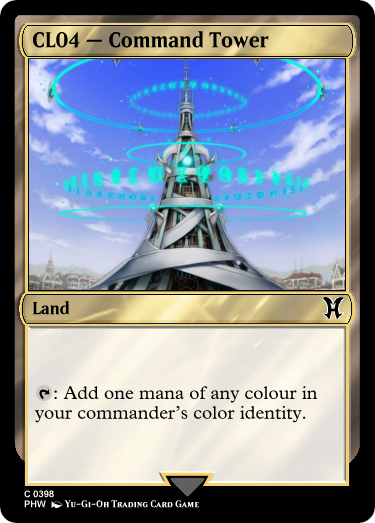 CL04 — Command Tower
Land
: Add one mana of any colour in
your commander's color identity.
C 0398
PHW Yu-Gi-Oh Trading Card Game